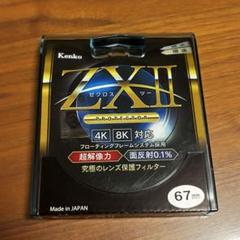 Kenko
ZXII
ゼクロス ツー
PROTECTOR
4K 8K 対応
フローティングフレームシステム採用
超解像力 面反射0.1%
究極のレンズ保護フィルター
Made in JAPAN
67mm